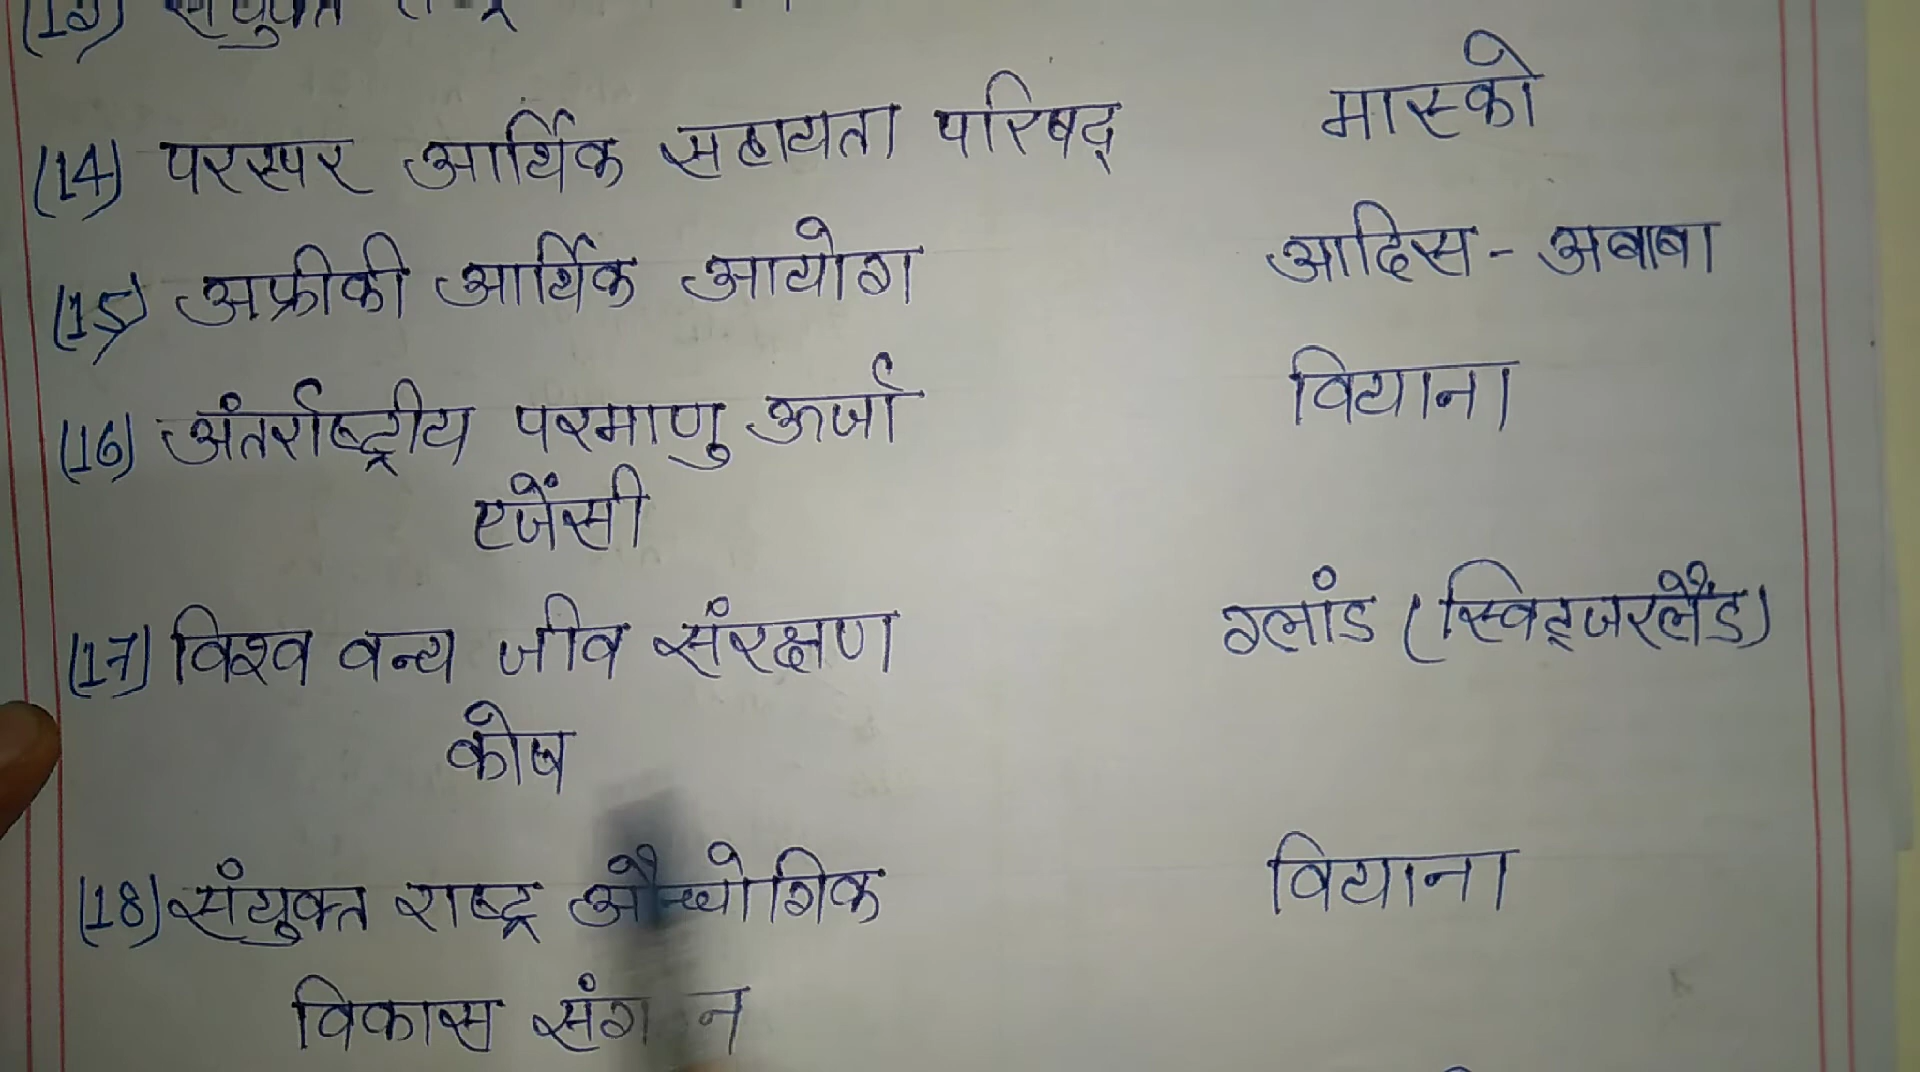 संयुक्त
(14) परस्पर आर्थिक सहायता परिषद् मास्को
(15) अफ्रीकी आर्थिक आयोग आदिस - अबाबा
(16) अंतर्राष्ट्रीय परमाणु ऊर्जा वियाना
एजेंसी
(17) विश्व वन्य जीव संरक्षण ग्लांड (स्विट्जरलैंड)
कोष
(18) संयुक्त राष्ट्र औद्योगिक वियाना
विकास